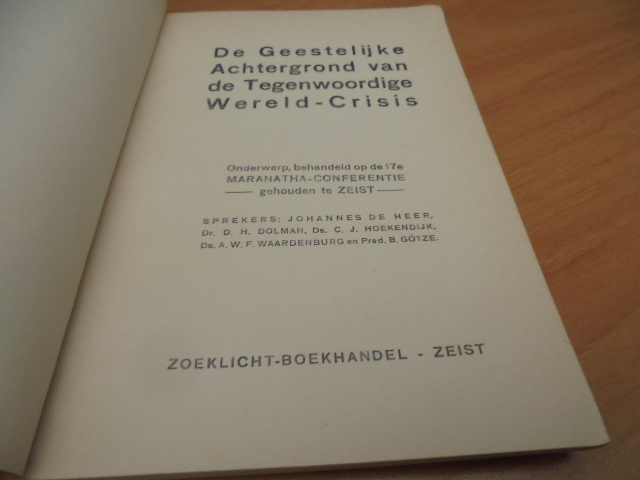 De Geestelijke
Achtergrond van
de Tegenwoordige
Wereld-Crisis
Onderwerp, behandeld op de 17e
MARANATHA-CONFERENTIE
gehouden te ZEIST
SPREKERS: JOHANNES DE HEER,
Dr. D. H. DOLMAN, Ds. C. J. HOEKENDIJK,
Ds. A. W. F. WAARDENBURG en Pred. B. GÖTZE.
ZOEKLICHT-BOEKHANDEL - ZEIST